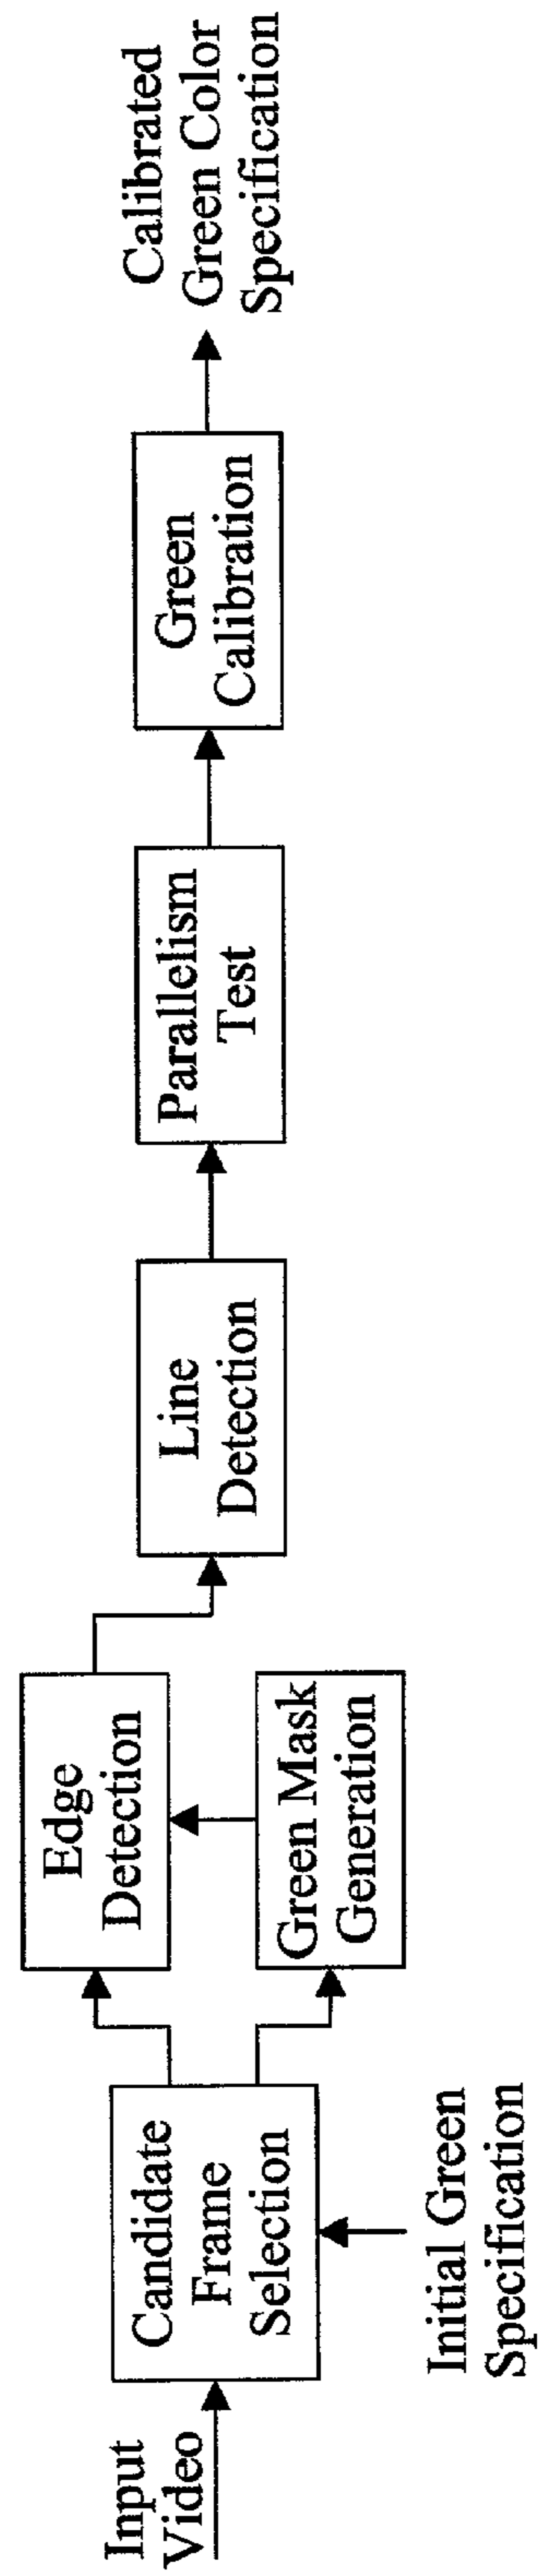 Input
Video
Candidate
Frame
Selection
Initial Green
Specification
Edge
Detection
Green Mask
Generation
Line
Detection
Parallelism
Test
Green
Calibration
Calibrated
Green Color
Specification